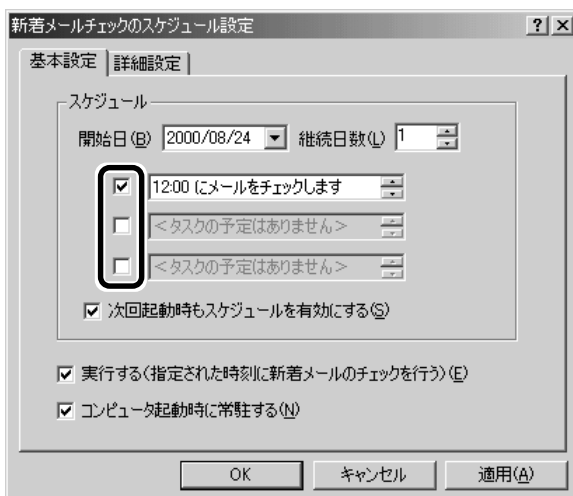 新着メールチェックのスケジュール設定
基本設定 詳細設定
スケジュール
開始日(B) 2000/08/24 継続日数(L) 1
12:00 にメールをチェックします
<タスクの予定はありません>
<タスクの予定はありません>
次回起動時もスケジュールを有効にする(S)
実行する(指定された時刻に新着メールのチェックを行う)(E)
コンピュータ起動時に常駐する(N)
OK キャンセル 適用(A)